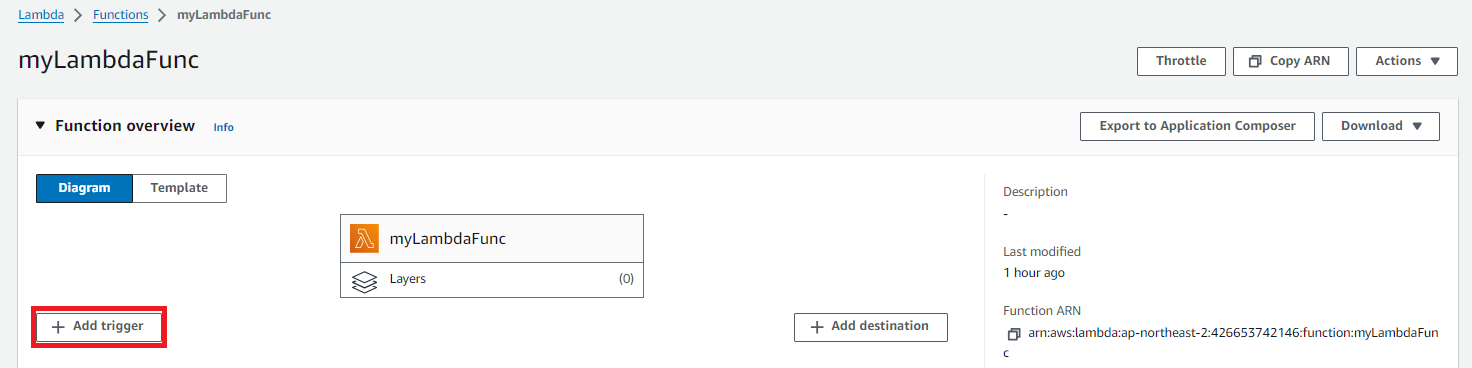 Lambda > Functions > myLambdaFunc
myLambdaFunc
Throttle
Copy ARN
Actions
Function overview
Info
Export to Application Composer
Download
Diagram
Template
myLambdaFunc
Layers
(0)
+ Add trigger
+ Add destination
Description
-
Last modified
1 hour ago
Function ARN
arn:aws:lambda:ap-northeast-2:426653742146:function:myLambdaFun
c